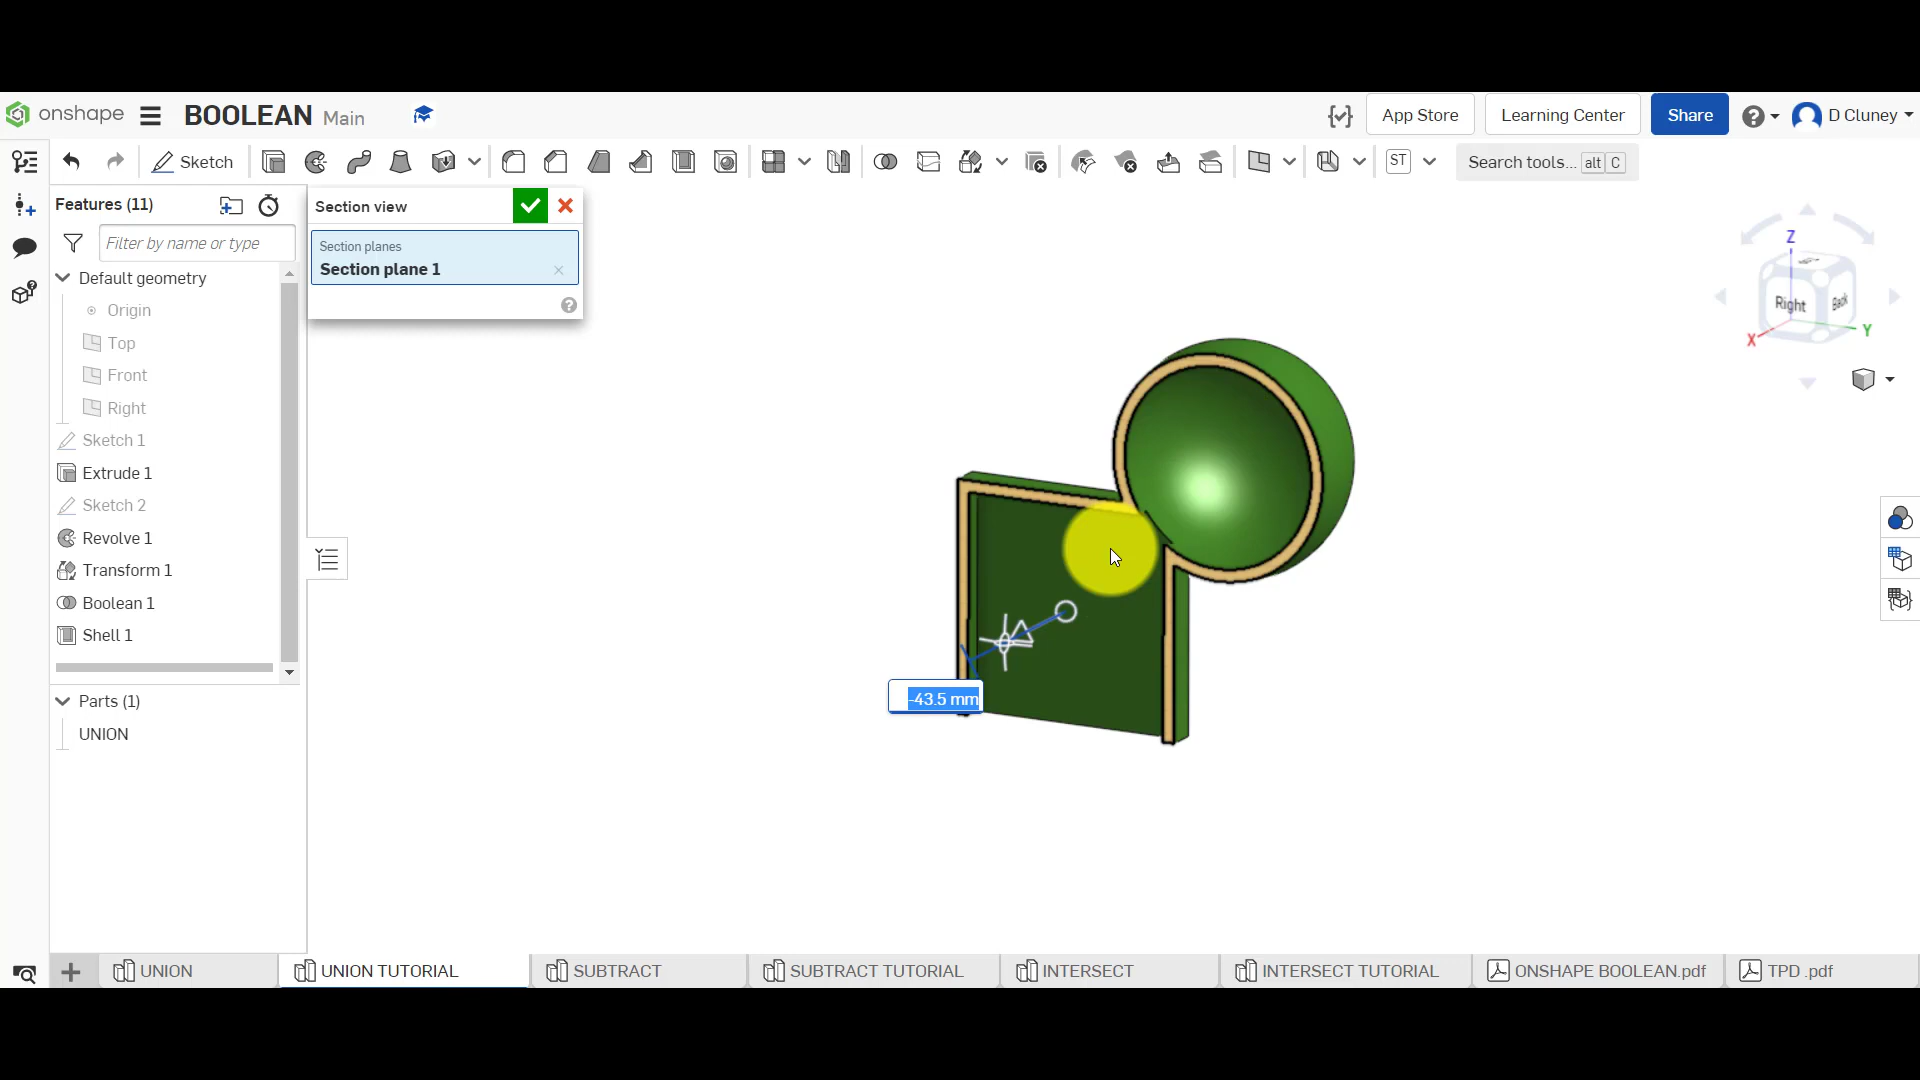 onshape BOOLEAN Main App Store Learning Center Share D Cluney
Sketch ST Search tools... alt C
Features (11)
Filter by name or type
Default geometry
Origin
Top
Front
Right
Sketch 1
Extrude 1
Sketch 2
Revolve 1
Transform 1
Boolean 1
Shell 1
Parts (1)
UNION
Section view
Section planes
Section plane 1
Z
Right
Back
X
Y
-43.5 mm
UNION UNION TUTORIAL SUBTRACT SUBTRACT TUTORIAL INTERSECT INTERSECT TUTORIAL ONSHAPE BOOLEAN.pdf TPD .pdf